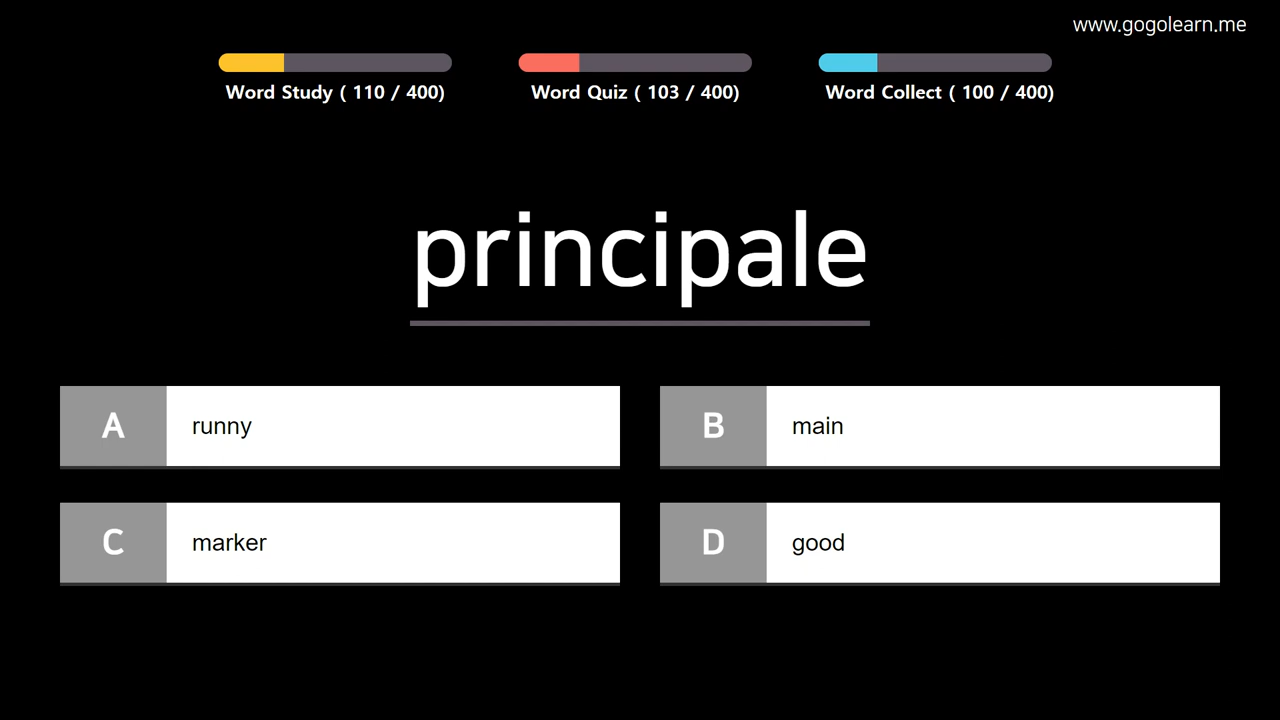 www.gogolearn.me
Word Study ( 110 / 400)
Word Quiz ( 103 / 400)
Word Collect ( 100 / 400)
principale
A runny
B main
C marker
D good